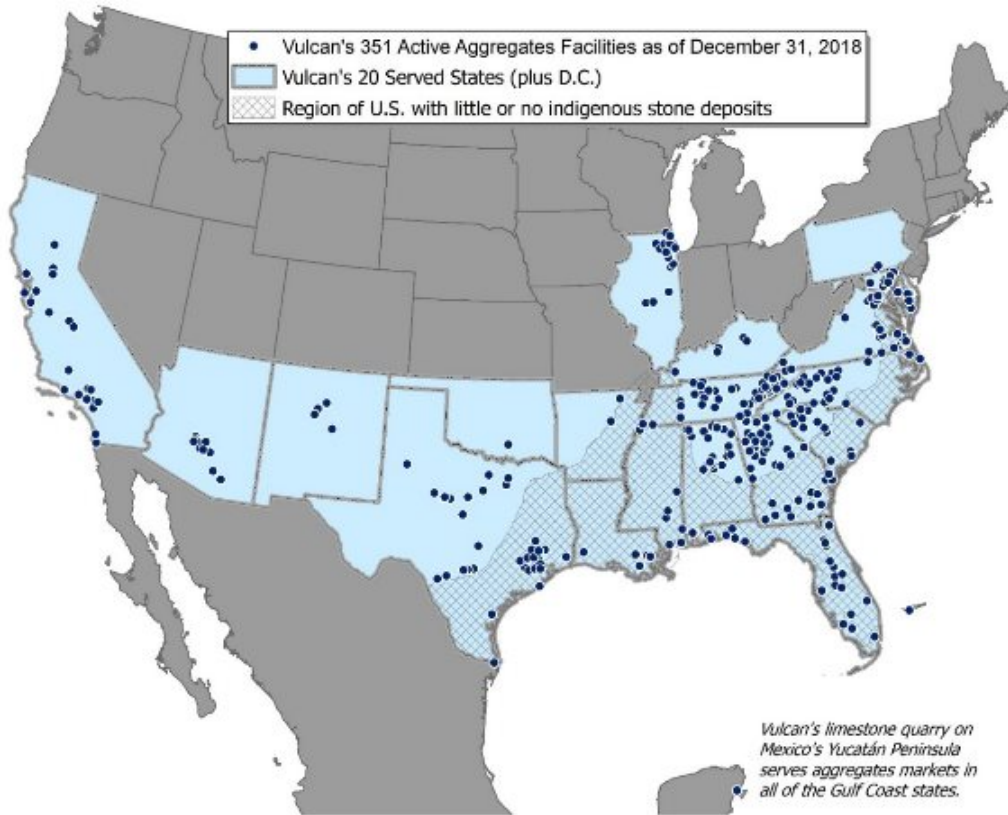 Vulcan's 351 Active Aggregates Facilities as of December 31, 2018
Vulcan's 20 Served States (plus D.C.)
Region of U.S. with little or no indigenous stone deposits
Vulcan's limestone quarry on
Mexico's Yucatán Peninsula
serves aggregates markets in
all of the Gulf Coast states.